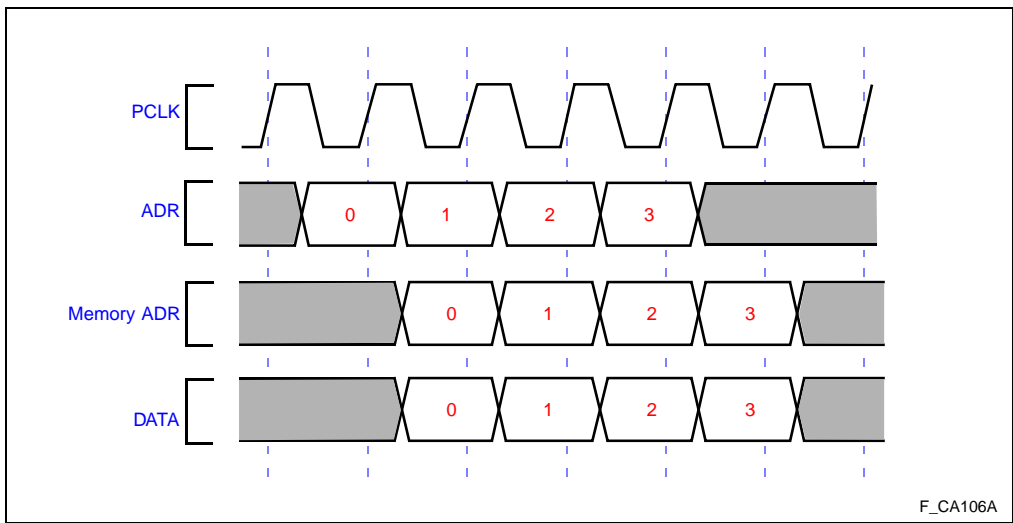 PCLK
ADR
0 1 2 3
Memory ADR
0 1 2 3
DATA
0 1 2 3
F_CA106A